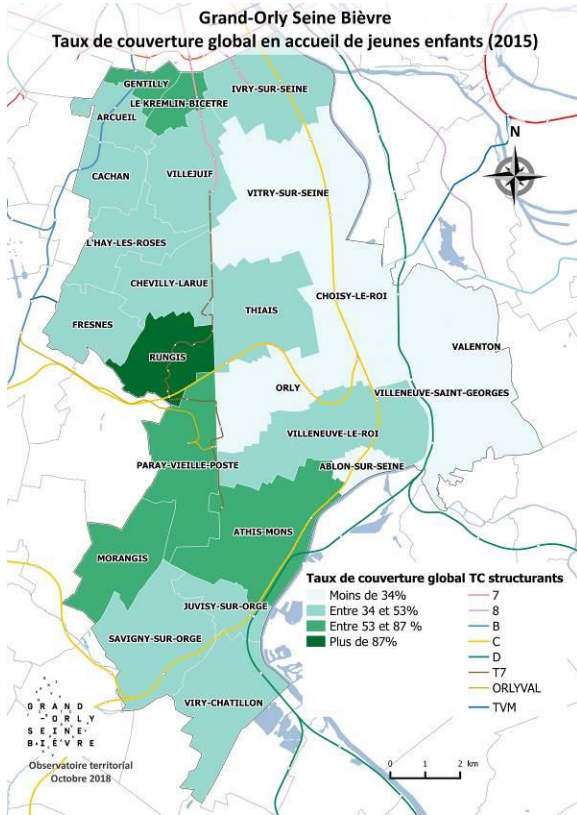 Grand-Orly Seine Bièvre
Taux de couverture global en accueil de jeunes enfants (2015)
GENTILLY
IVRY-SUR-SEINE
LE KREMLIN-BICETRE
ARCUEIL
N
CACHAN
VILLEJUIF
VITRY-SUR-SEINE
L'HAY-LES-ROSES
CHEVILLY-LARUE
CHOISY-LE-ROI
THIAIS
FRESNES
VALENTON
RUNGIS
ORLY
VILLENEUVE-SAINT-GEORGES
VILLENEUVE-LE-ROI
PARAY-VIEILLE-POSTE
ABLON-SUR-SEINE
ATHIS-MONS
MORANGIS
JUVISY-SUR-ORGE
SAVIGNY-SUR-ORGE
VIRY-CHATILLON
Taux de couverture global
Moins de 34%
Entre 34 et 53%
Entre 53 et 87 %
Plus de 87%
TC structurants
7
8
B
C
D
T7
ORLYVAL
TVM
GRAND
-ORLY
SEINE
BIÈVRE
Observatoire territorial
Octobre 2018
0 1 2 km